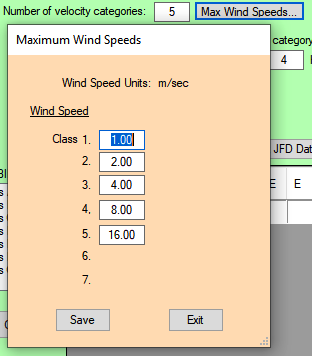 Number of velocity categories: 5 Max Wind Speeds...
category
4
Maximum Wind Speeds
Wind Speed Units: m/sec
Wind Speed
Class 1. 1.00
2. 2.00
3. 4.00
4. 8.00
5. 16.00
6.
7.
Save Exit
JFD Dat
E E